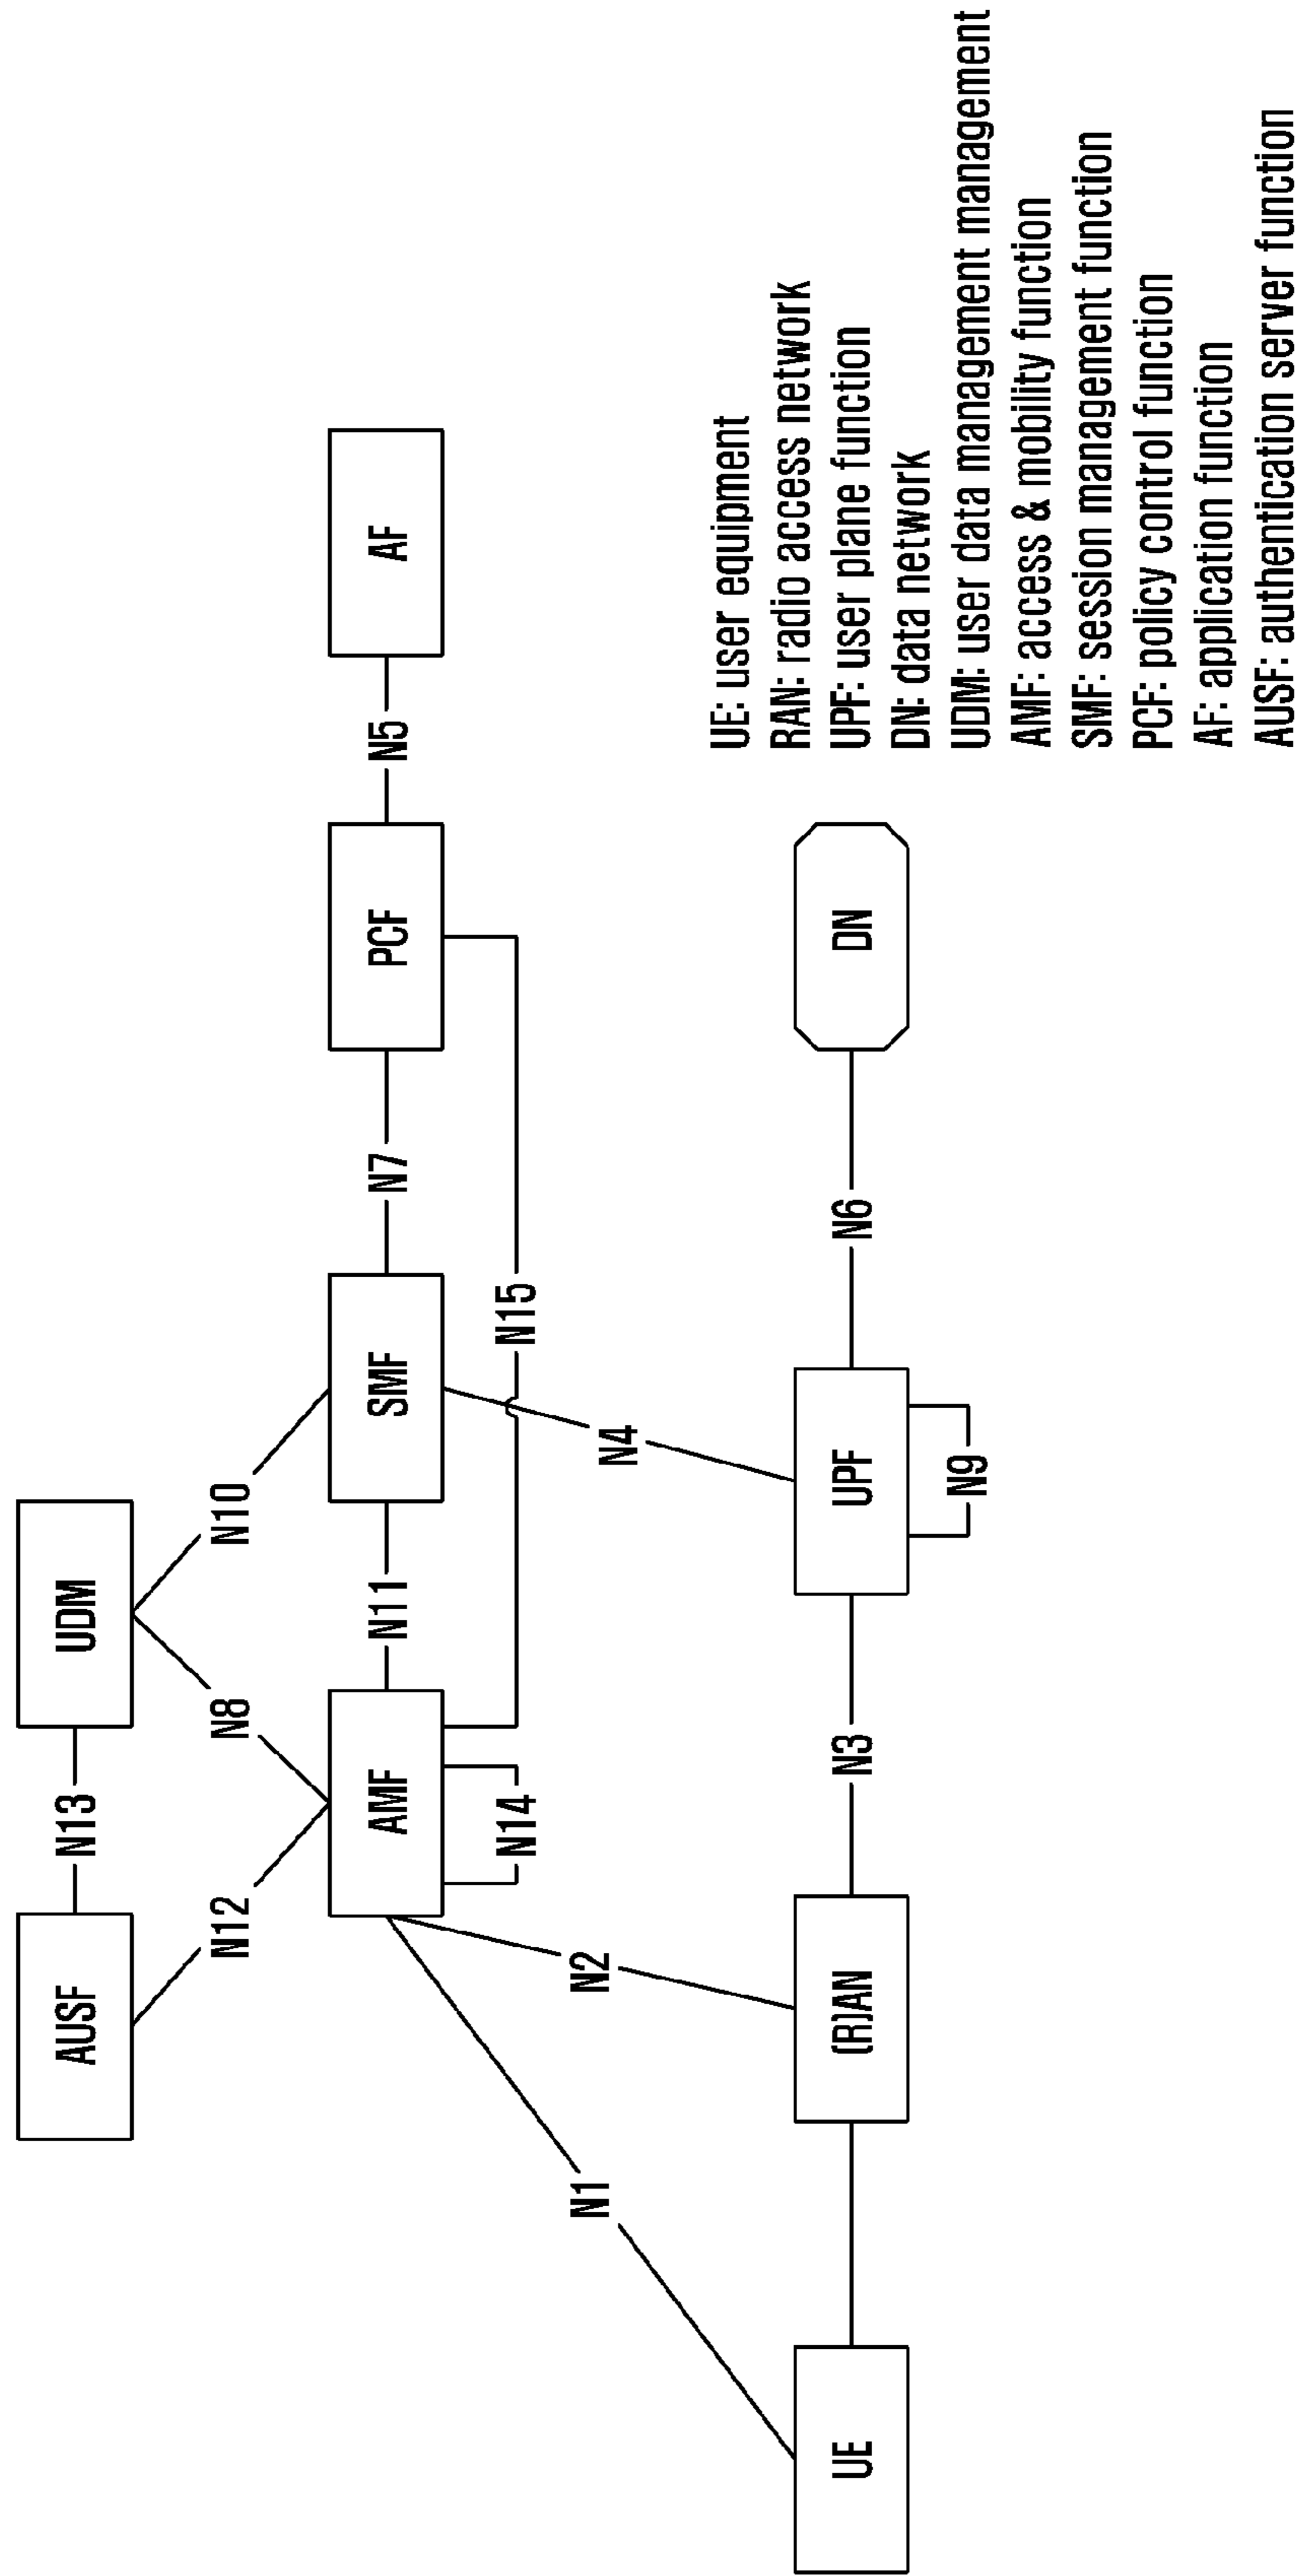 AUSF
N13
UDM
N12
N8
N10
AMF
N11
SMF
N7
PCF
N5
AF
N14
N15
N1
N2
N4
UE
(R)AN
N3
UPF
N6
DN
N9
UE: user equipment
RAN: radio access network
UPF: user plane function
DN: data network
UDM: user data management management
AMF: access & mobility function
SMF: session management function
PCF: policy control function
AF: application function
AUSF: authentication server function